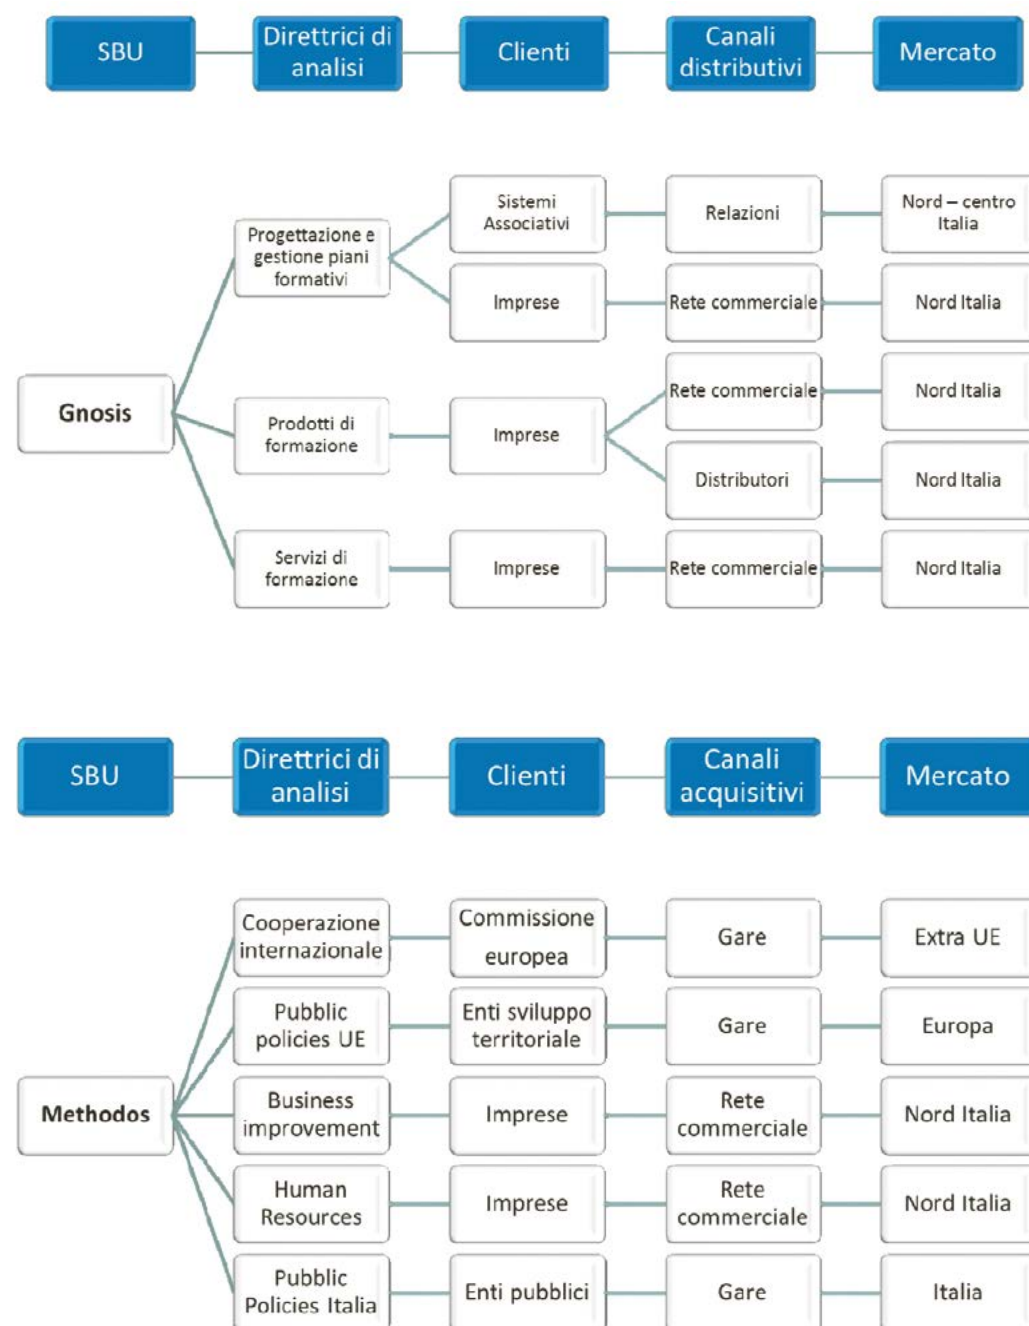 SBU
Direttrici di
analisi
Clienti
Canali
distributivi
Mercato
Gnosis
Progettazione e
gestione piani
formativi
Sistemi
Associativi
Relazioni
Nord – centro
Italia
Imprese
Rete commerciale
Nord Italia
Prodotti di
formazione
Imprese
Rete commerciale
Nord Italia
Distributori
Nord Italia
Servizi di
formazione
Imprese
Rete commerciale
Nord Italia
SBU
Direttrici di
analisi
Clienti
Canali
acquisitivi
Mercato
Methodos
Cooperazione
internazionale
Commissione
europea
Gare
Extra UE
Pubblic
policies UE
Enti sviluppo
territoriale
Gare
Europa
Business
improvement
Imprese
Rete
commerciale
Nord Italia
Human
Resources
Imprese
Rete
commerciale
Nord Italia
Pubblic
Policies Italia
Enti pubblici
Gare
Italia